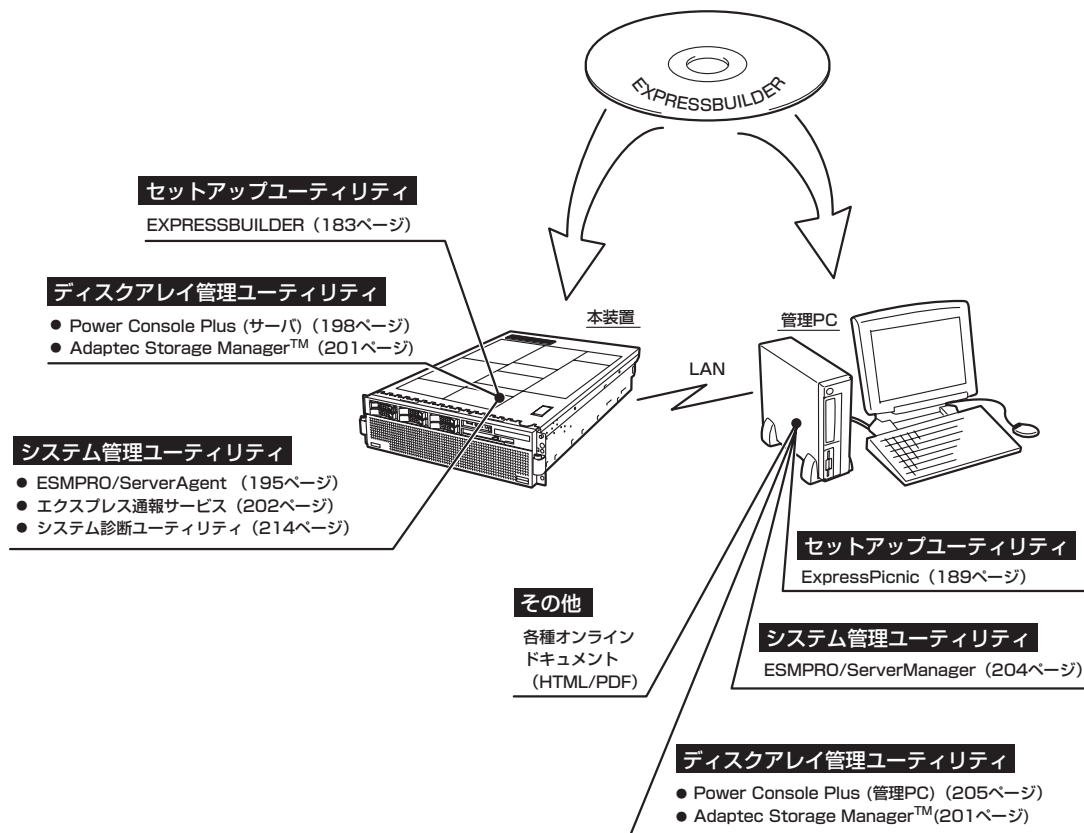 EXPRESSBUILDER
セットアップユーティリティ
EXPRESSBUILDER（183ページ）
ディスクアレイ管理ユーティリティ
● Power Console Plus (サーバ)（198ページ）
● Adaptec Storage Manager™（201ページ）
システム管理ユーティリティ
● ESMPRO/ServerAgent （195ページ）
● エクスプレス通報サービス（202ページ）
● システム診断ユーティリティ（214ページ）
本装置
LAN
管理PC
セットアップユーティリティ
ExpressPicnic（189ページ）
システム管理ユーティリティ
ESMPRO/ServerManager（204ページ）
その他
各種オンライン
ドキュメント
（HTML/PDF）
ディスクアレイ管理ユーティリティ
● Power Console Plus (管理PC)（205ページ）
● Adaptec Storage Manager™(201ページ）